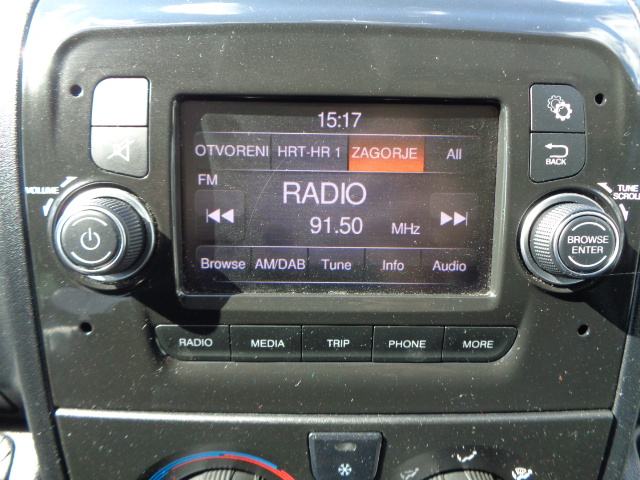 15:17
OTVORENI HRT-HR 1 ZAGORJE All
FM
RADIO
91.50 MHz
Browse AM/DAB Tune Info Audio
VOLUME
BACK
TUNE
SCROLL
BROWSE
ENTER
RADIO MEDIA TRIP PHONE MORE